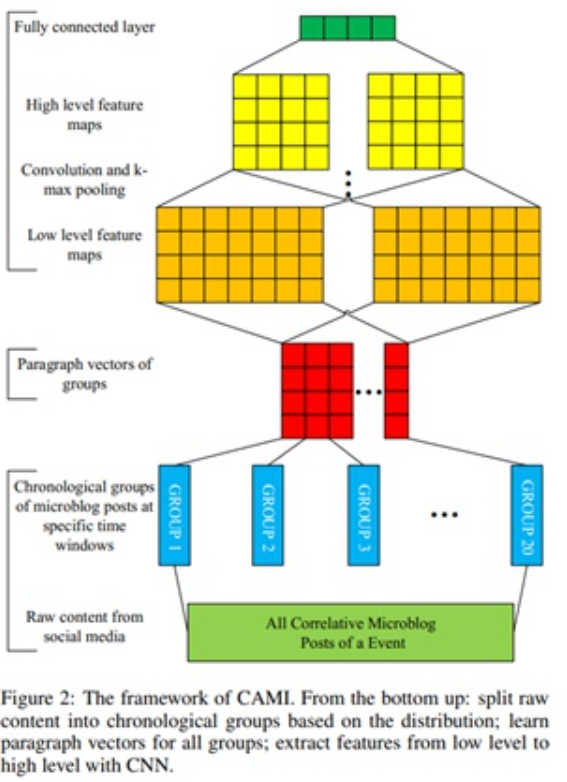 Fully connected layer
High level feature
maps
Convolution and k-
max pooling
Low level feature
maps
Paragraph vectors of
groups
Chronological groups
of microblog posts at
specific time
windows
GROUP 1
GROUP 2
GROUP 3
GROUP 20
Raw content from
social media
All Correlative Microblog
Posts of a Event
Figure 2: The framework of CAMI. From the bottom up: split raw
content into chronological groups based on the distribution; learn
paragraph vectors for all groups; extract features from low level to
high level with CNN.